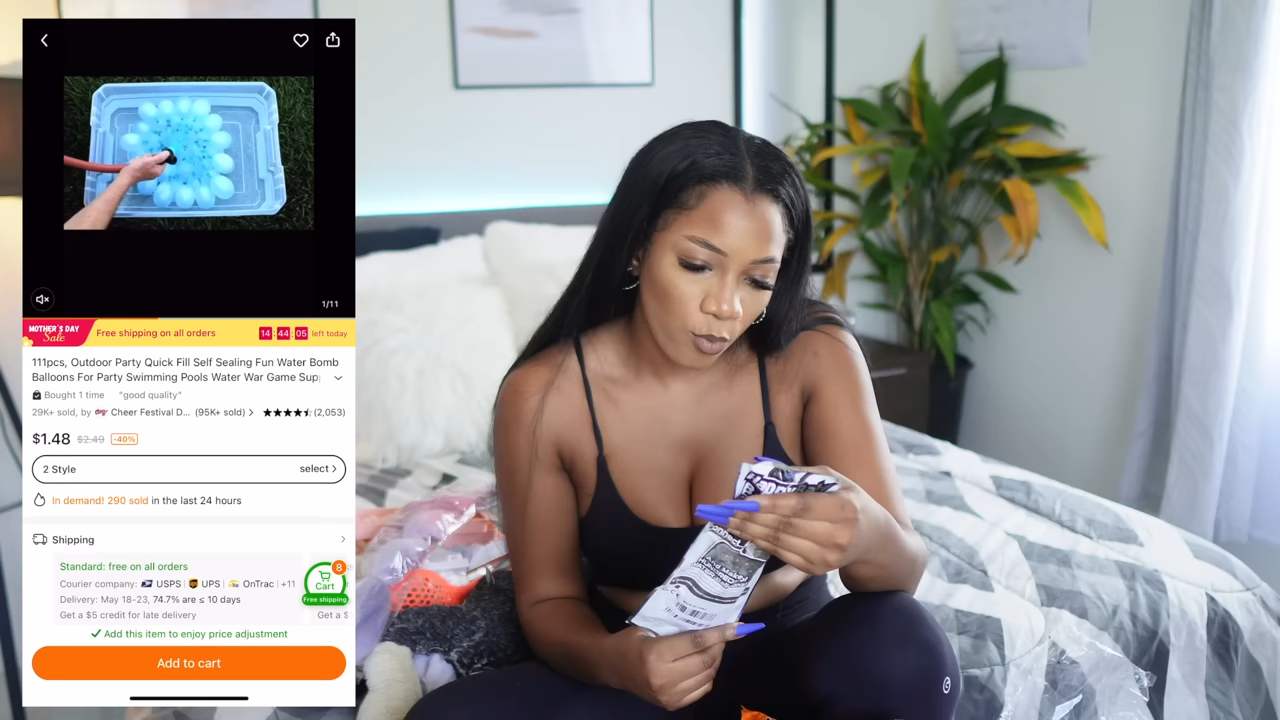 1/11
MOTHER'S DAY
Sale
Free shipping on all orders
14:44:05 left today
111pcs, Outdoor Party Quick Fill Self Sealing Fun Water Bomb
Balloons For Party Swimming Pools Water War Game Sup
Bought 1 time "good quality"
29K+ sold, by Cheer Festival D... (95K+ sold) > (2,053)
$1.48 $2.49 -40%
2 Style select >
In demand! 290 sold in the last 24 hours
Shipping >
Standard: free on all orders
Courier company: USPS | UPS | OnTrac | +11
Delivery: May 18-23, 74.7% are ≤ 10 days
Get a $5 credit for late delivery
Get a $
8
Cart
Free shipping
Add this item to enjoy price adjustment
Add to cart